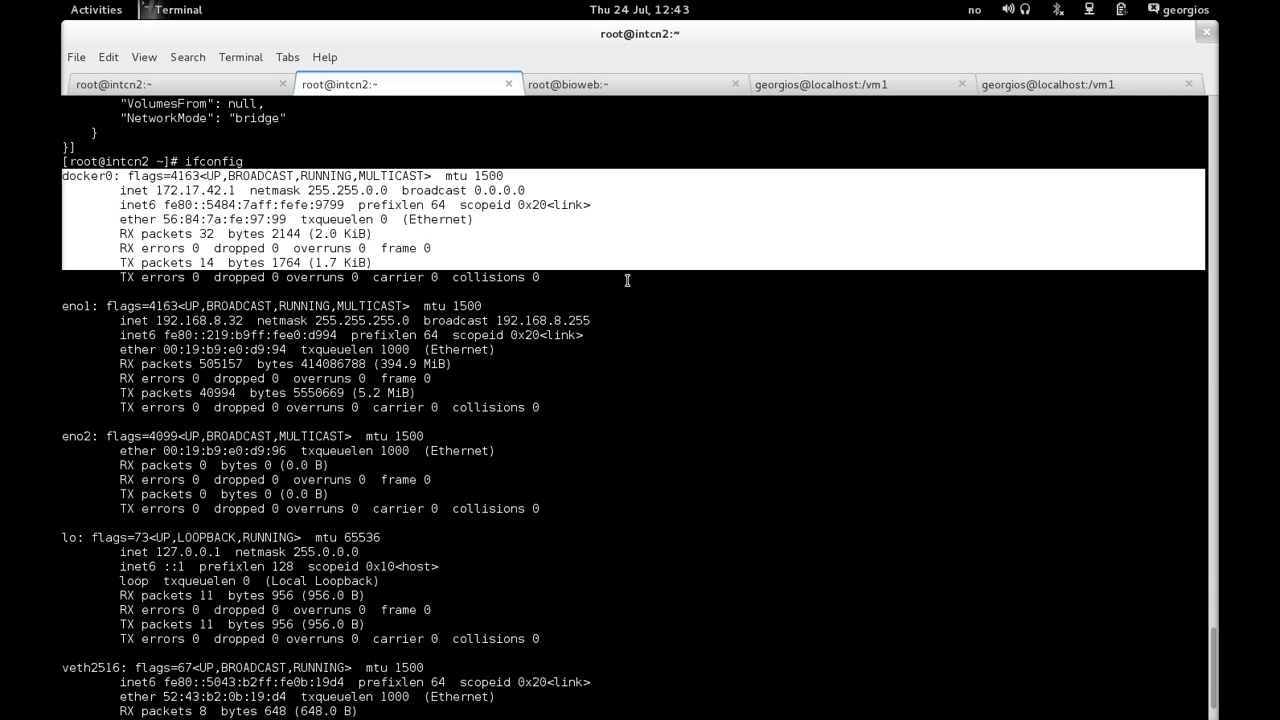 Activities
Terminal
Thu 24 Jul, 12:43
no
georgios
root@intcn2:~
File Edit View Search Terminal Tabs Help
root@intcn2:~
root@intcn2:~
root@bioweb:~
georgios@localhost:/vm1
georgios@localhost:/vm1
"VolumesFrom": null,
"NetworkMode": "bridge"
}
}]
[root@intcn2 ~]# ifconfig
docker0: flags=4163<UP,BROADCAST,RUNNING,MULTICAST> mtu 1500
inet 172.17.42.1 netmask 255.255.0.0 broadcast 0.0.0.0
inet6 fe80::5484:7aff:fefe:9799 prefixlen 64 scopeid 0x20<link>
ether 56:84:7a:fe:97:99 txqueuelen 0 (Ethernet)
RX packets 32 bytes 2144 (2.0 KiB)
RX errors 0 dropped 0 overruns 0 frame 0
TX packets 14 bytes 1764 (1.7 KiB)
TX errors 0 dropped 0 overruns 0 carrier 0 collisions 0
eno1: flags=4163<UP,BROADCAST,RUNNING,MULTICAST> mtu 1500
inet 192.168.8.32 netmask 255.255.255.0 broadcast 192.168.8.255
inet6 fe80::219:b9ff:fee0:d994 prefixlen 64 scopeid 0x20<link>
ether 00:19:b9:e0:d9:94 txqueuelen 1000 (Ethernet)
RX packets 505157 bytes 414086788 (394.9 MiB)
RX errors 0 dropped 0 overruns 0 frame 0
TX packets 40994 bytes 5550669 (5.2 MiB)
TX errors 0 dropped 0 overruns 0 carrier 0 collisions 0
eno2: flags=4099<UP,BROADCAST,MULTICAST> mtu 1500
ether 00:19:b9:e0:d9:96 txqueuelen 1000 (Ethernet)
RX packets 0 bytes 0 (0.0 B)
RX errors 0 dropped 0 overruns 0 frame 0
TX packets 0 bytes 0 (0.0 B)
TX errors 0 dropped 0 overruns 0 carrier 0 collisions 0
lo: flags=73<UP,LOOPBACK,RUNNING> mtu 65536
inet 127.0.0.1 netmask 255.0.0.0
inet6 ::1 prefixlen 128 scopeid 0x10<host>
loop txqueuelen 0 (Local Loopback)
RX packets 11 bytes 956 (956.0 B)
RX errors 0 dropped 0 overruns 0 frame 0
TX packets 11 bytes 956 (956.0 B)
TX errors 0 dropped 0 overruns 0 carrier 0 collisions 0
veth2516: flags=67<UP,BROADCAST,RUNNING> mtu 1500
inet6 fe80::5043:b2ff:fe0b:19d4 prefixlen 64 scopeid 0x20<link>
ether 52:43:b2:0b:19:d4 txqueuelen 1000 (Ethernet)
RX packets 8 bytes 648 (648.0 B)